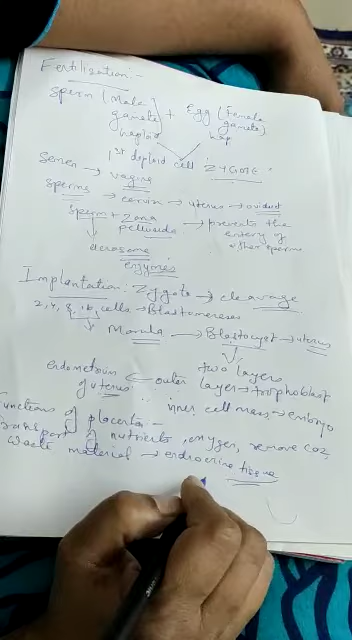 Fertilisation:-
Sperm (Male gamete) + Egg (Female gamete)
haploid hap
1st diploid cell 'ZYGOTE'
Semen → vagina
sperms → cervix → uterus → oviduct
Sperm + Zona pellucida → prevents the entry of other sperms
↓
acrosome
enzymes
Implantation: Zygote → cleavage
2, 4, 8, 16, cells → Blastomeres
↓ Morula → Blastocyst → uterus
two layers
endometrium ← outer layer → trophoblast
uterus inner cell mass → embryo
Functions of placenta -
transport of nutrients, oxygen, remove CO2,
waste material → endocrine tissue